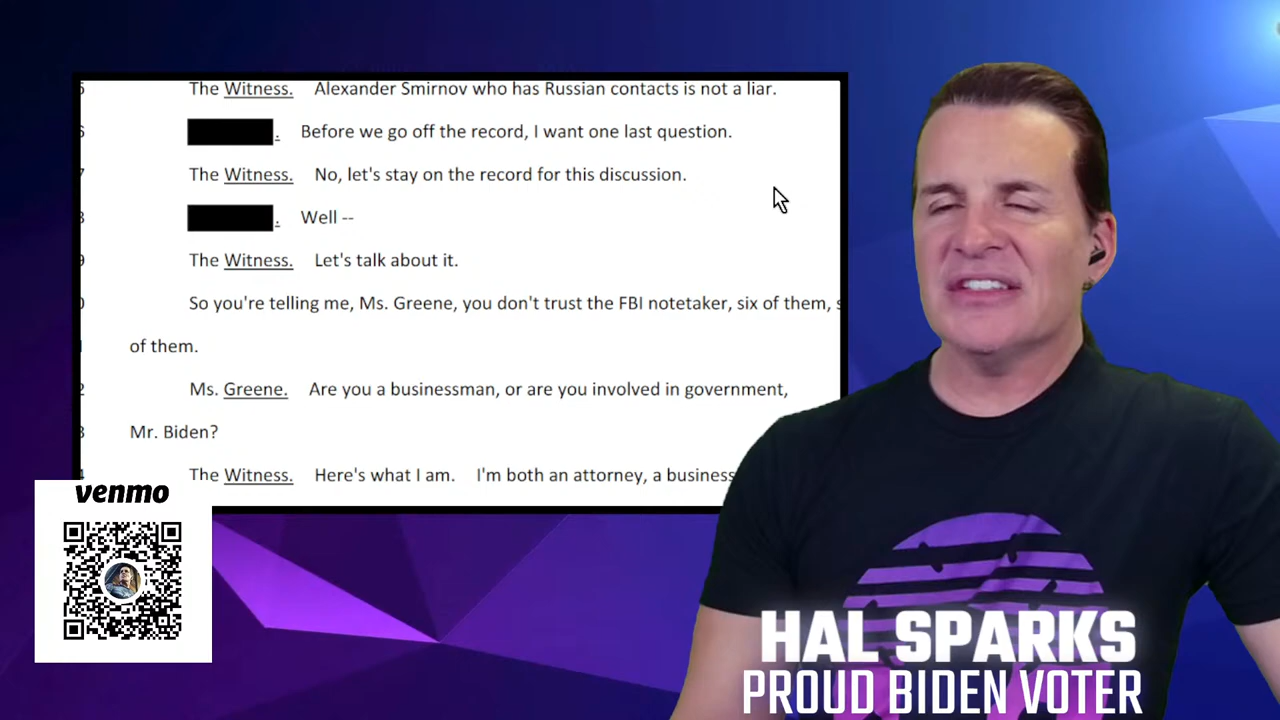 The Witness. Alexander Smirnov who has Russian contacts is not a liar.
. Before we go off the record, I want one last question.
The Witness. No, let's stay on the record for this discussion.
. Well --
The Witness. Let's talk about it.
So you're telling me, Ms. Greene, you don't trust the FBI notetaker, six of them,
of them.
Ms. Greene. Are you a businessman, or are you involved in government,
Mr. Biden?
The Witness. Here's what I am. I'm both an attorney, a business
venmo
HAL SPARKS
PROUD BIDEN VOTER